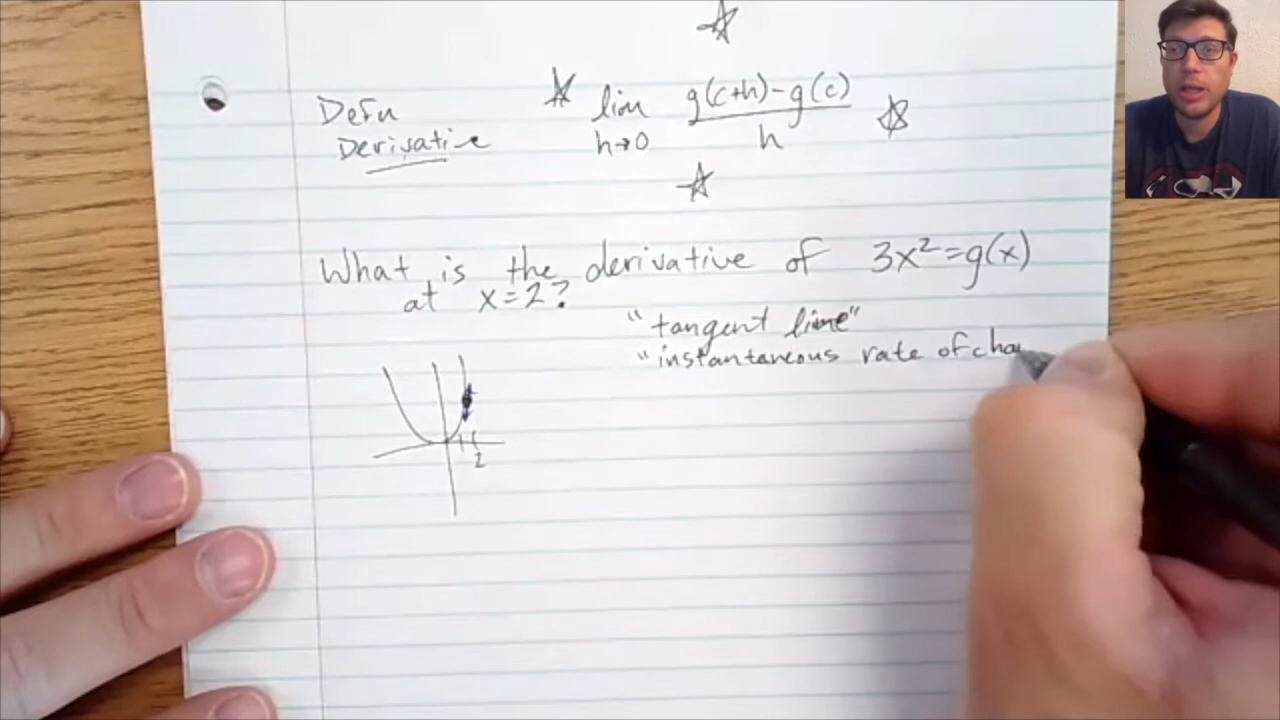 Defn
Derivative
lim g(c+h)-g(c)
h→0 h
What is the derivative of 3x²=g(x)
at x=2?
"tangent line"
"instantaneous rate of cha
2